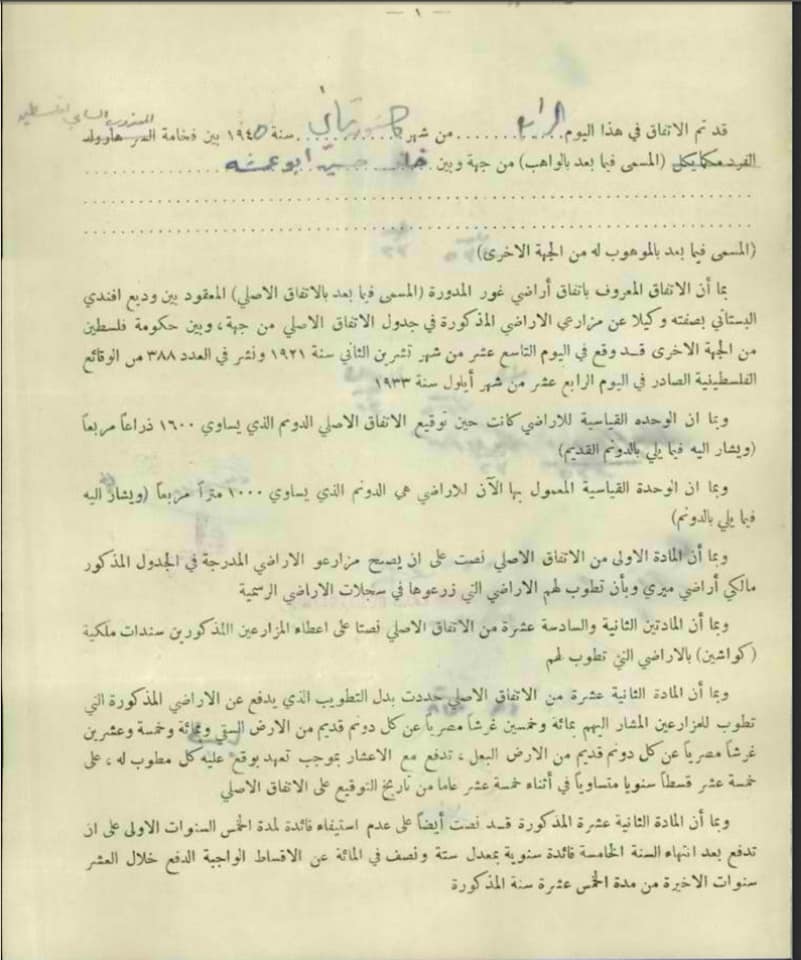 — ١ —
المندوب السامي لفلسطين
قد تم الاتفاق في هذا اليوم الرابع من شهر كانون ثاني سنة ١٩٤٥ بين فخامة السر هارولد
الفرد مكمايكل (المسمى فيما بعد بالواهب) من جهة وبين حسين ابو
(المسمى فيما بعد بالموهوب له من الجهة الاخرى)
بما أن الاتفاق المعروف باتفاق أراضي غور المدورة (المسمى فيما بعد بالاتفاق الاصلي) المعقود بين وديع افندي
البستاني بصفته وكيلا عن مزارعي الاراضي المذكورة في جدول الاتفاق الاصلي من جهة، وبين حكومة فلسطين
من الجهة الاخرى قد وقع في اليوم التاسع عشر من شهر تشرين الثاني سنة ١٩٢١ ونشر في العدد ٣٨٨ من الوقائع
الفلسطينية الصادر في اليوم الرابع عشر من شهر أيلول سنة ١٩٣٣
وبما ان الوحده القياسية للاراضي كانت حين توقيع الاتفاق الاصلي الدونم الذي يساوي ١٦٠٠ ذراعاً مربعاً
(ويشار اليه فيما يلي بالدونم القديم)
وبما ان الوحدة القياسية المعمول بها الآن للاراضي هي الدونم الذي يساوي ١٠٠٠ متراً مربعاً (ويشار اليه
فيما يلي بالدونم)
وبما أن المادة الاولى من الاتفاق الاصلي نصت على ان يصبح مزارعو الاراضي المدرجة في الجدول المذكور
مالكي أراضي ميري وبأن تطوب لهم الاراضي التي زرعوها في سجلات الاراضي الرسمية
وبما أن المادتين الثانية والسادسة عشرة من الاتفاق الاصلي نصتا على اعطاء المزارعين المذكورين سندات ملكية
(كواشين) بالاراضي التي تطوب لهم
وبما أن المادة الثانية عشرة من الاتفاق الاصلي حددت بدل التطويب الذي يدفع عن الاراضي المذكورة التي
تطوب للمزارعين المشار اليهم بمائة وخمسين غرشاً مصرياً عن كل دونم قديم من الارض السقي وبمائة وخمسة وعشرين
غرشاً مصرياً عن كل دونم قديم من الارض البعل، تدفع مع الاعشار بموجب تعهد يوقع عليه كل مطوب له، على
خمسة عشر قسطاً سنويا متساوياً في أثناء خمسة عشر عاما من تاريخ التوقيع على الاتفاق الاصلي
وبما أن المادة الثانية عشرة المذكورة قد نصت أيضاً على عدم استيفاء فائدة لمدة الخمس السنوات الاولى على ان
تدفع بعد انتهاء السنة الخامسة فائدة سنوية بمعدل ستة ونصف في المائة عن الاقساط الواجبة الدفع خلال العشر
سنوات الاخيرة من مدة الخمس عشرة سنة المذكورة